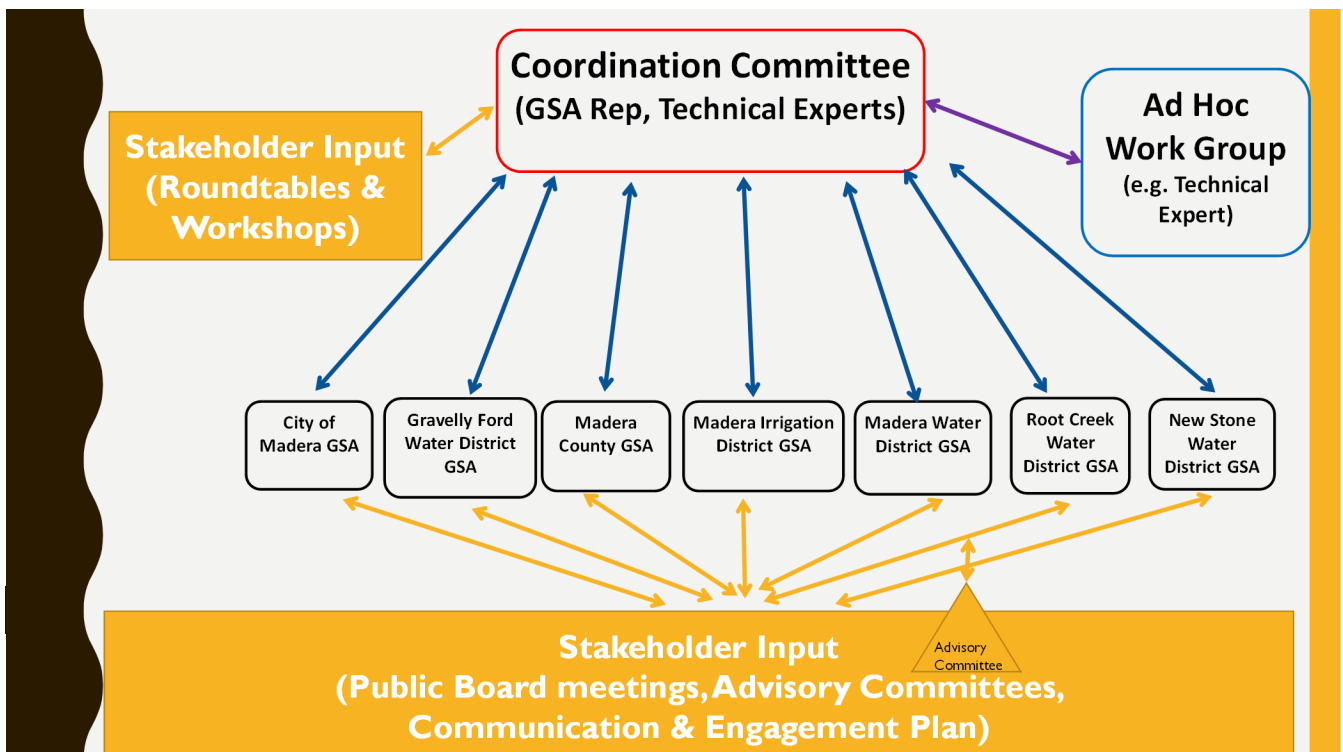 Coordination Committee
(GSA Rep, Technical Experts)
Stakeholder Input
(Roundtables &
Workshops)
Ad Hoc
Work Group
(e.g. Technical
Expert)
City of
Madera GSA
Gravelly Ford
Water District
GSA
Madera
County GSA
Madera Irrigation
District GSA
Madera Water
District GSA
Root Creek
Water
District GSA
New Stone
Water
District GSA
Stakeholder Input
(Public Board meetings, Advisory Committees,
Communication & Engagement Plan)
Advisory
Committee